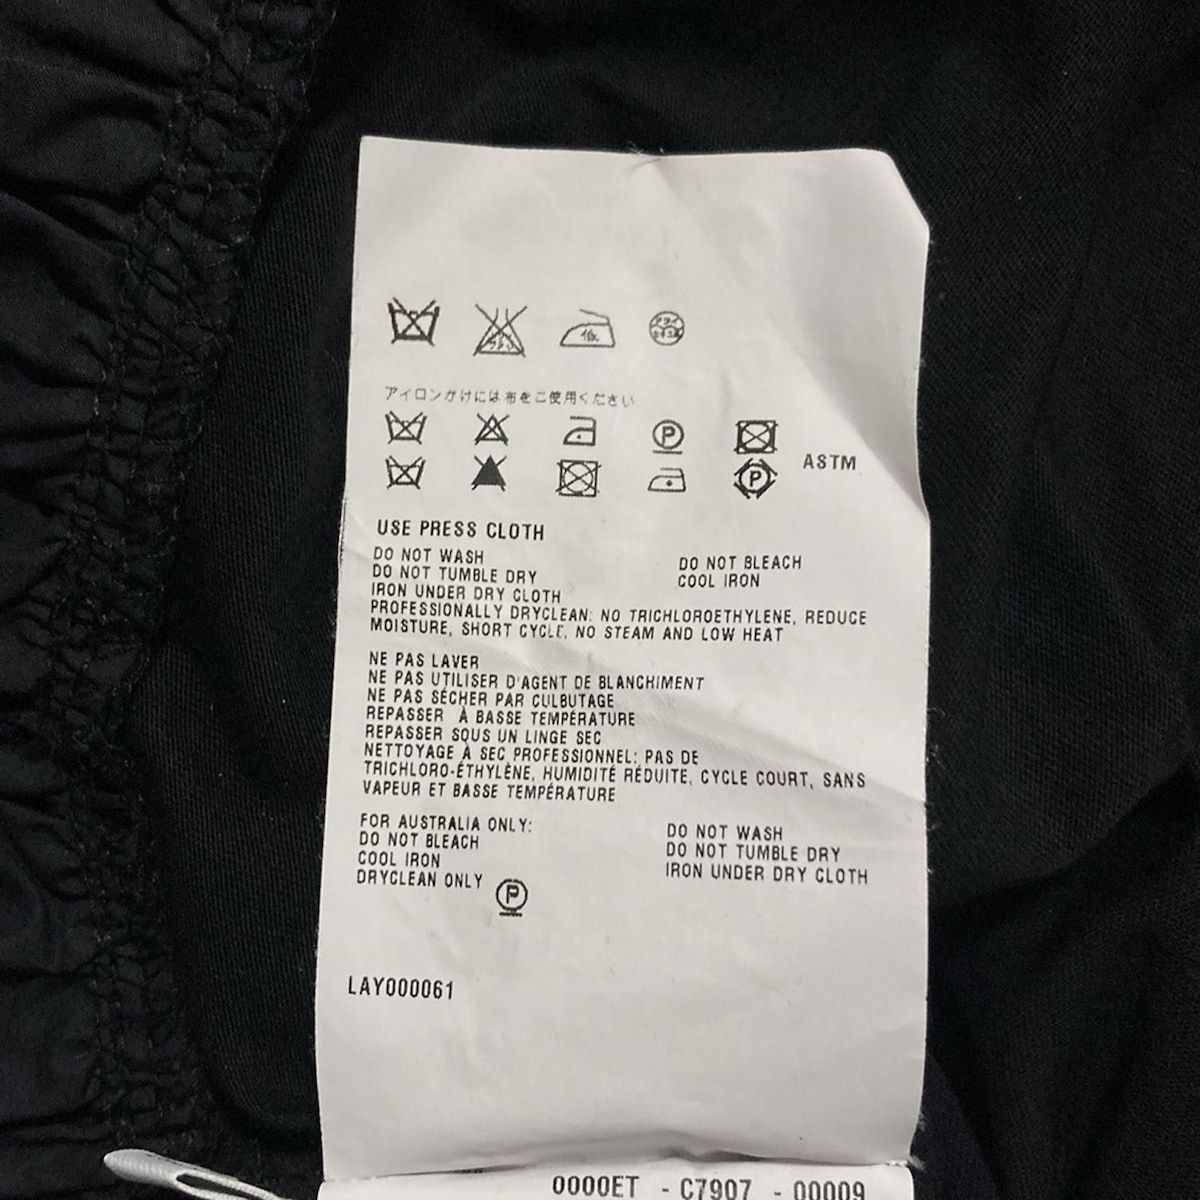 低
アイロンがけには布をご使用ください
P
ASTM
P
USE PRESS CLOTH
DO NOT WASH DO NOT BLEACH
DO NOT TUMBLE DRY COOL IRON
IRON UNDER DRY CLOTH
PROFESSIONALLY DRYCLEAN: NO TRICHLOROETHYLENE, REDUCE
MOISTURE, SHORT CYCLE, NO STEAM AND LOW HEAT
NE PAS LAVER
NE PAS UTILISER D'AGENT DE BLANCHIMENT
NE PAS SÉCHER PAR CULBUTAGE
REPASSER À BASSE TEMPÉRATURE
REPASSER SOUS UN LINGE SEC
NETTOYAGE À SEC PROFESSIONNEL: PAS DE
TRICHLORO-ÉTHYLÈNE, HUMIDITÉ RÉDUITE, CYCLE COURT, SANS
VAPEUR ET BASSE TEMPÉRATURE
FOR AUSTRALIA ONLY: DO NOT WASH
DO NOT BLEACH DO NOT TUMBLE DRY
COOL IRON IRON UNDER DRY CLOTH
DRYCLEAN ONLY P
LAY000061
0000ET - C7907 - 00009